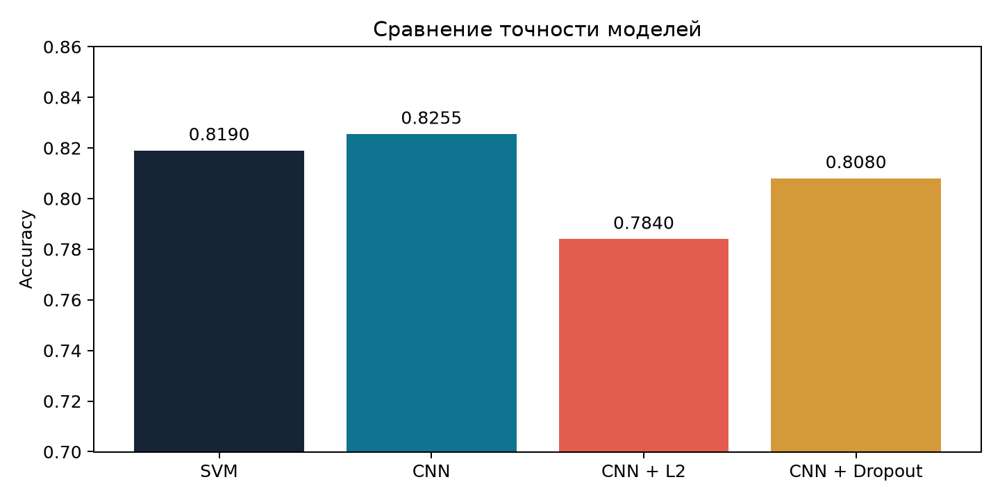 Сравнение точности моделей
0.86
0.84
0.82
0.80
0.78
0.76
0.74
0.72
0.70
Accuracy
0.8190
0.8255
0.7840
0.8080
SVM
CNN
CNN + L2
CNN + Dropout